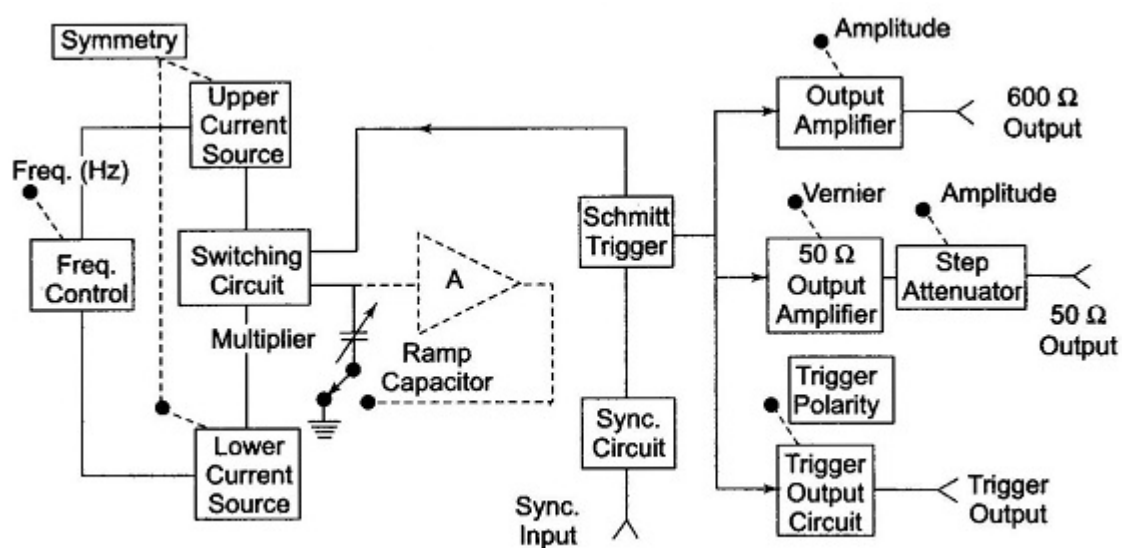 Symmetry
Upper
Current
Source
Freq. (Hz)
Freq.
Control
Switching
Circuit
Multiplier
A
Ramp
Capacitor
Lower
Current
Source
Schmitt
Trigger
Sync.
Circuit
Sync.
Input
Amplitude
Output
Amplifier
600 Ω
Output
Vernier
50 Ω
Output
Amplifier
Amplitude
Step
Attenuator
50 Ω
Output
Trigger
Polarity
Trigger
Output
Circuit
Trigger
Output